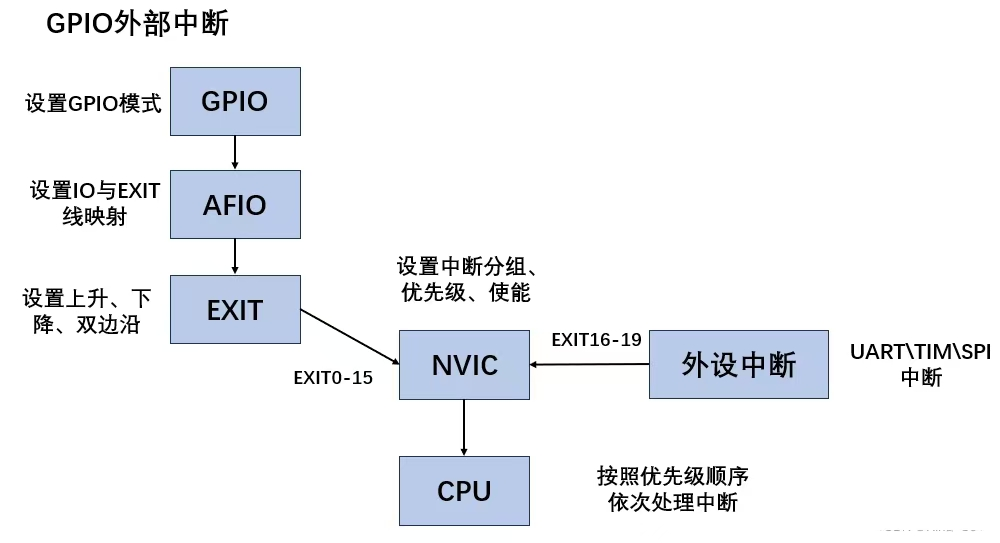 GPIO外部中断
设置GPIO模式
GPIO
设置IO与EXIT
线映射
AFIO
设置上升、下
降、双边沿
EXIT
EXIT0-15
设置中断分组、
优先级、使能
NVIC
EXIT16-19
外设中断
UART\TIM\SPI
中断
CPU
按照优先级顺序
依次处理中断